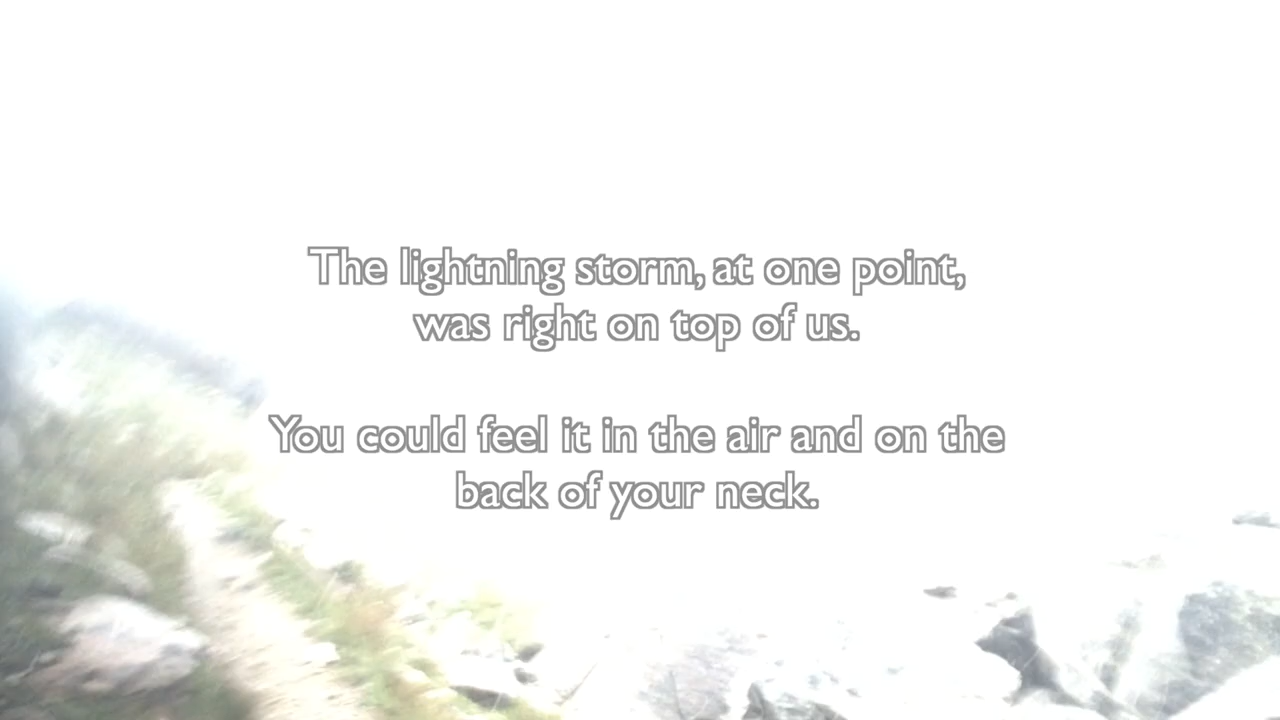 The lightning storm, at one point,
was right on top of us.
You could feel it in the air and on the
back of your neck.